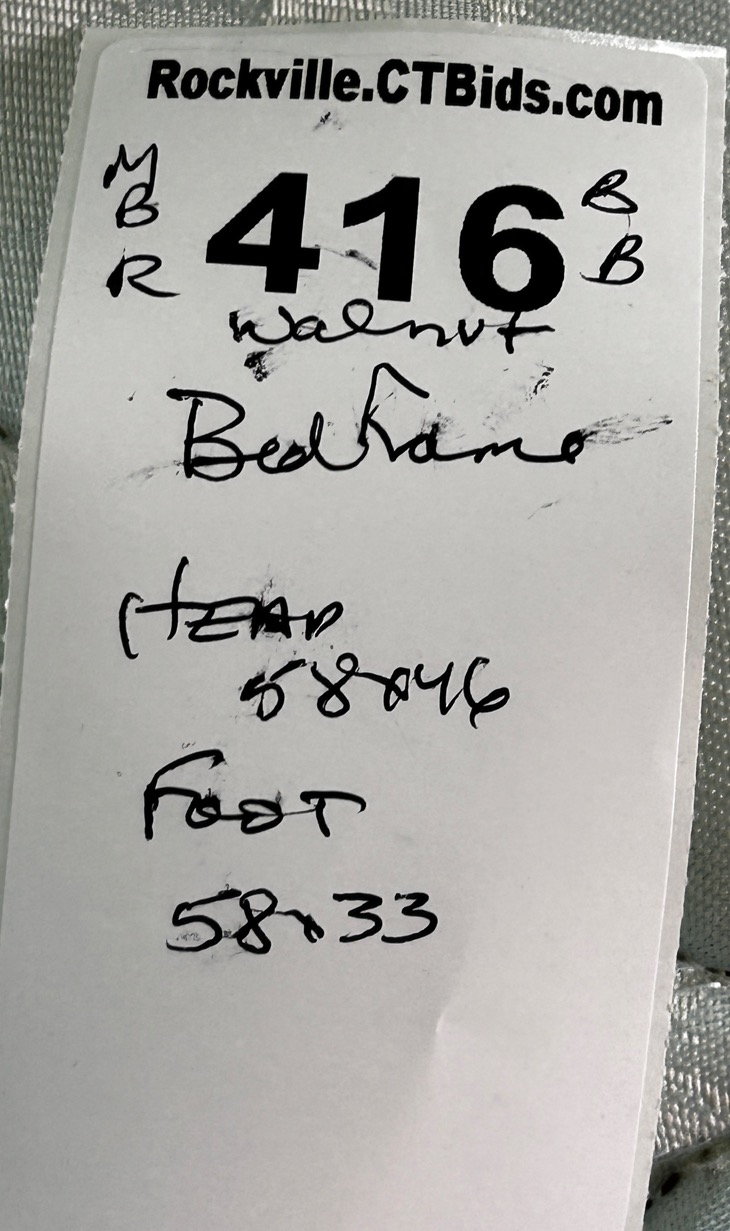 Rockville.CTBids.com
M
B
R
416
B
B
Walnut
Bedframe
HEAD
58x46
FOOT
58x33